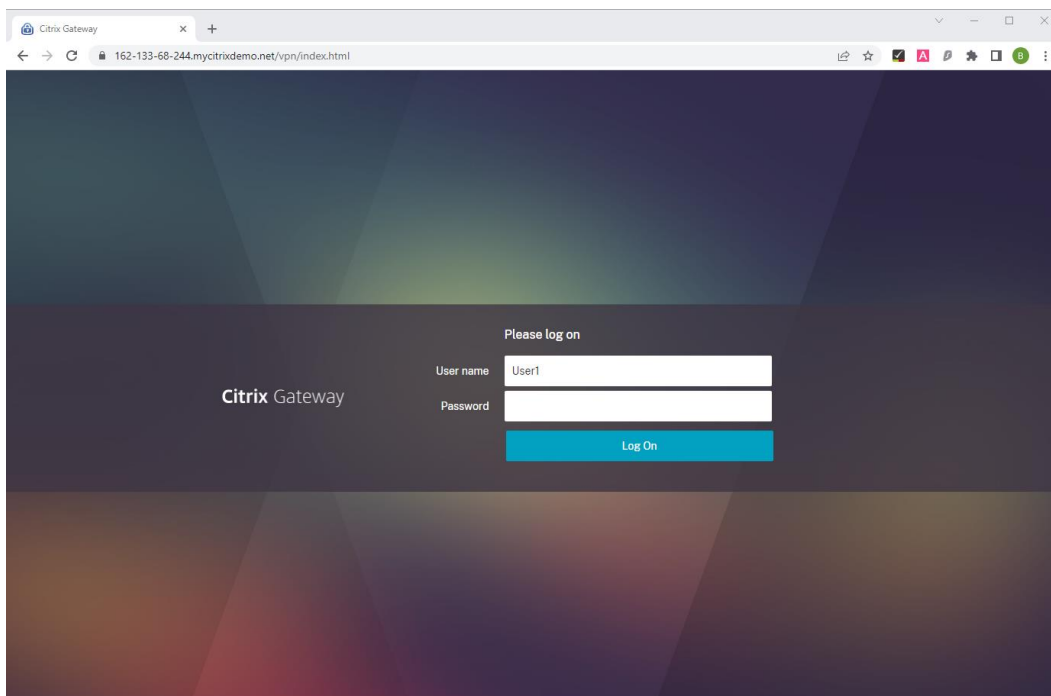 Citrix Gateway
162-133-68-244.mycitrixdemo.net/vpn/index.html
A
B
Please log on
User name
User1
Citrix Gateway
Password
Log On